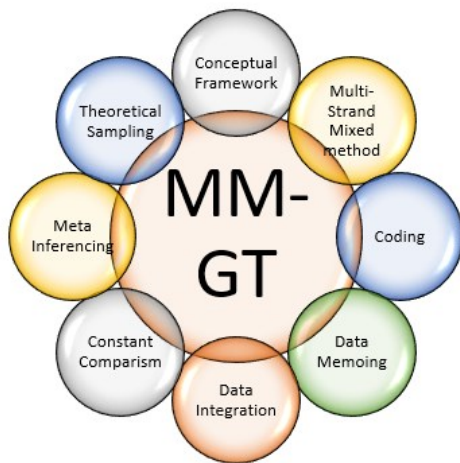 Conceptual
Framework
Multi-
Strand
Mixed
method
Coding
Data
Memoing
Data
Integration
Constant
Comparism
Meta
Inferencing
Theoretical
Sampling
MM-
GT